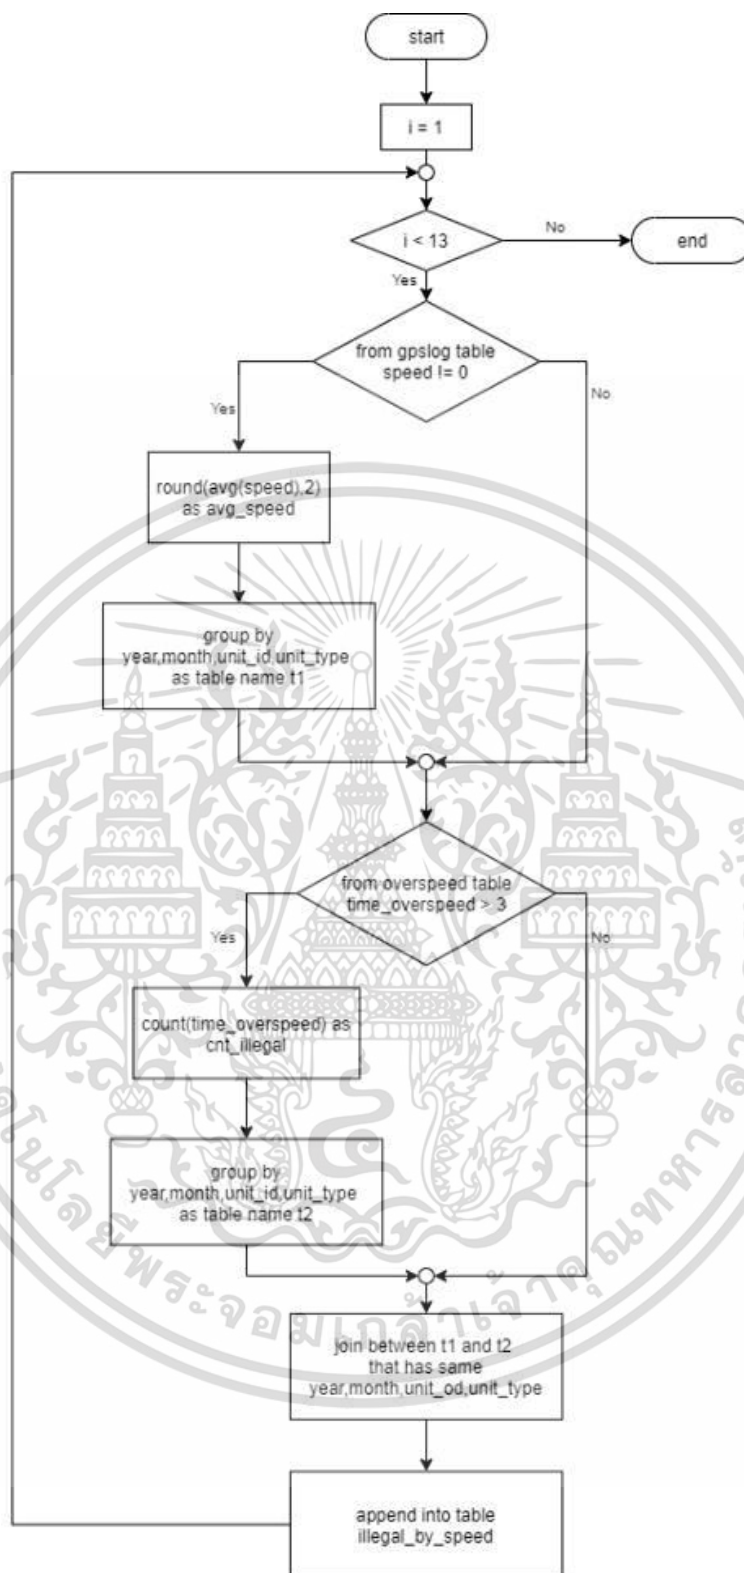 start
i = 1
i < 13
No
end
Yes
from gpslog table
speed != 0
Yes
No
round(avg(speed),2)
as avg_speed
group by
year,month,unit_id,unit_type
as table name t1
from overspeed table
time_overspeed > 3
Yes
No
count(time_overspeed) as
cnt_illegal
group by
year,month,unit_id,unit_type
as table name t2
join between t1 and t2
that has same
year,month,unit_od,unit_type
append into table
illegal_by_speed